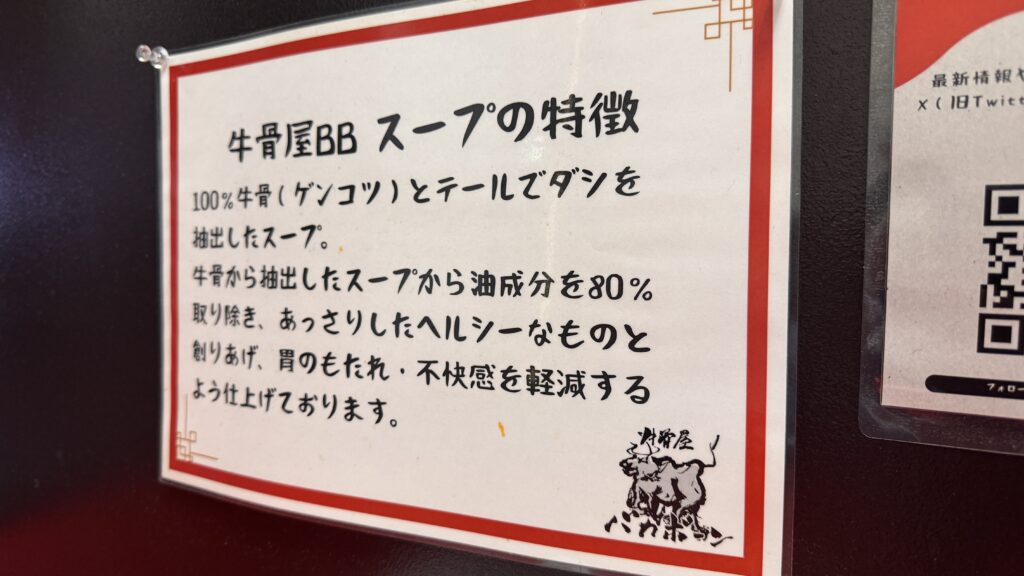 牛骨屋BB スープの特徴
100%牛骨(ゲンコツ)とテールでダシを
抽出したスープ。
牛骨から抽出したスープから油成分を80%
取り除き、あっさりしたヘルシーなものと
創りあげ、胃のもたれ・不快感を軽減する
よう仕上げております。
牛骨屋
最新情報や
X(旧Twitt
フォロー